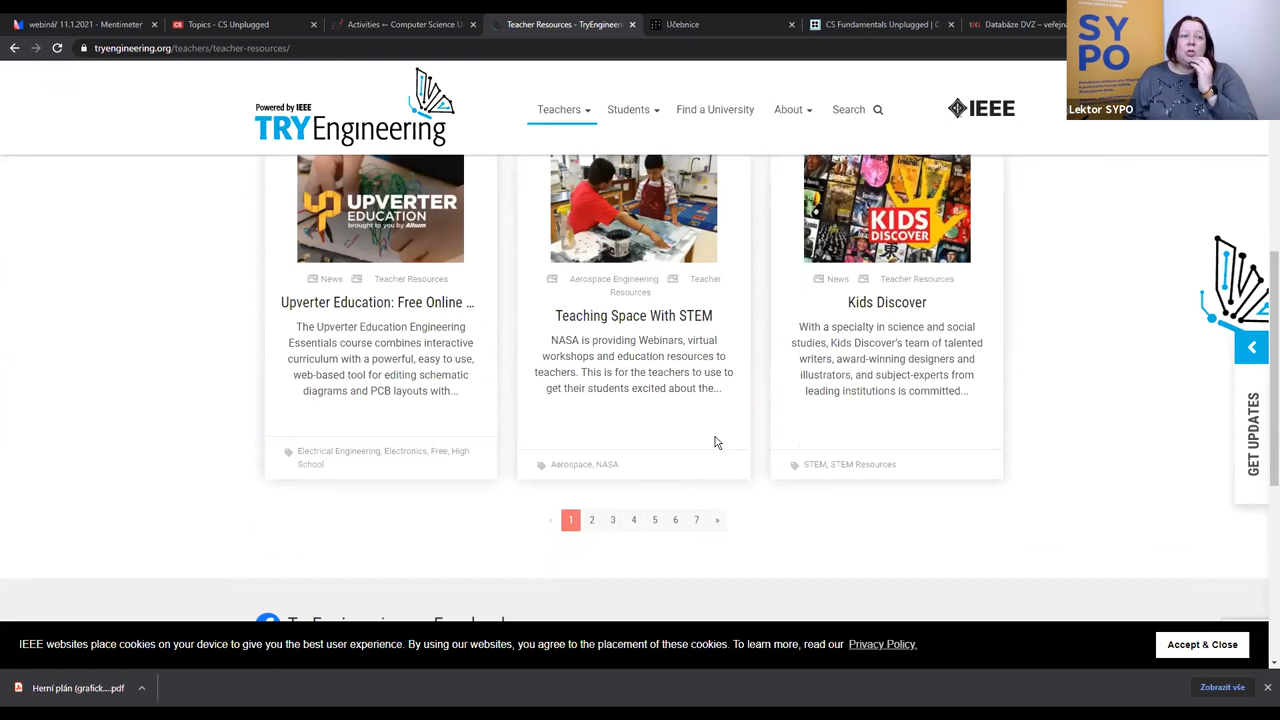 webinář 11.1.2021 - Mentimeter
Topics - CS Unplugged
Activities ← Computer Science U
Teacher Resources - TryEngineer
Učebnice
CS Fundamentals Unplugged | C
Databáze DVZ – veřejn
tryengineering.org/teachers/teacher-resources/
SY
PO
Lektor SYPO
Powered by IEEE
TRYEngineering
Teachers
Students
Find a University
About
Search
IEEE
UPVERTER
EDUCATION
brought to you by Altium
KIDS
DISCOVER
News
Teacher Resources
Upverter Education: Free Online ...
The Upverter Education Engineering
Essentials course combines interactive
curriculum with a powerful, easy to use,
web-based tool for editing schematic
diagrams and PCB layouts with...
Electrical Engineering, Electronics, Free, High
School
Aerospace Engineering
Teacher
Resources
Teaching Space With STEM
NASA is providing Webinars, virtual
workshops and education resources to
teachers. This is for the teachers to use to
get their students excited about the...
Aerospace, NASA
News
Teacher Resources
Kids Discover
With a specialty in science and social
studies, Kids Discover's team of talented
writers, award-winning designers and
illustrators, and subject-experts from
leading institutions is committed...
STEM, STEM Resources
« 1 2 3 4 5 6 7 »
GET UPDATES
IEEE websites place cookies on your device to give you the best user experience. By using our websites, you agree to the placement of these cookies. To learn more, read our Privacy Policy.
Accept & Close
Herní plán (grafick....pdf
Zobrazit vše